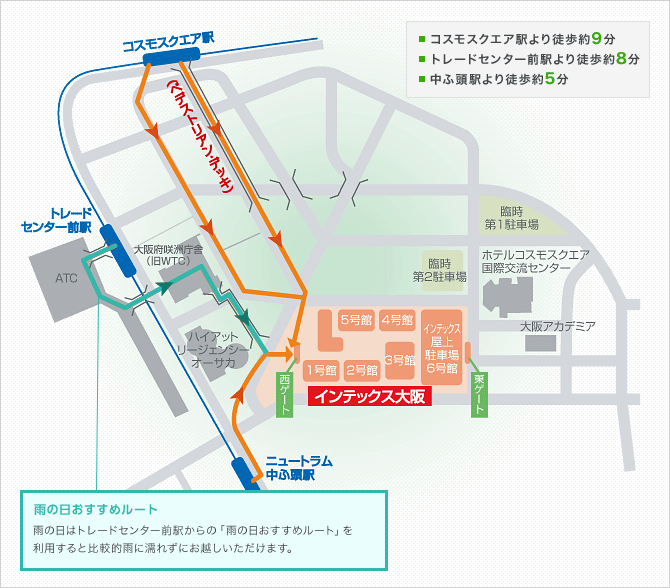 コスモスクエア駅
■ コスモスクエア駅より徒歩約9分
■ トレードセンター前駅より徒歩約8分
■ 中ふ頭駅より徒歩約5分
(ペデストリアン・デッキ)
トレード
センター前駅
ATC
大阪府咲洲庁舎
(旧WTC)
臨時
第1駐車場
臨時
第2駐車場
ホテルコスモスクエア
国際交流センター
大阪アカデミア
ハイアット
リージェンシー
オーサカ
5号館
4号館
インテックス
屋上
駐車場
6号館
1号館
2号館
3号館
西ゲート
インテックス大阪
東ゲート
ニュートラム
中ふ頭駅
雨の日おすすめルート
雨の日はトレードセンター前駅からの「雨の日おすすめルート」を
利用すると比較的雨に濡れずにお越しいただけます。